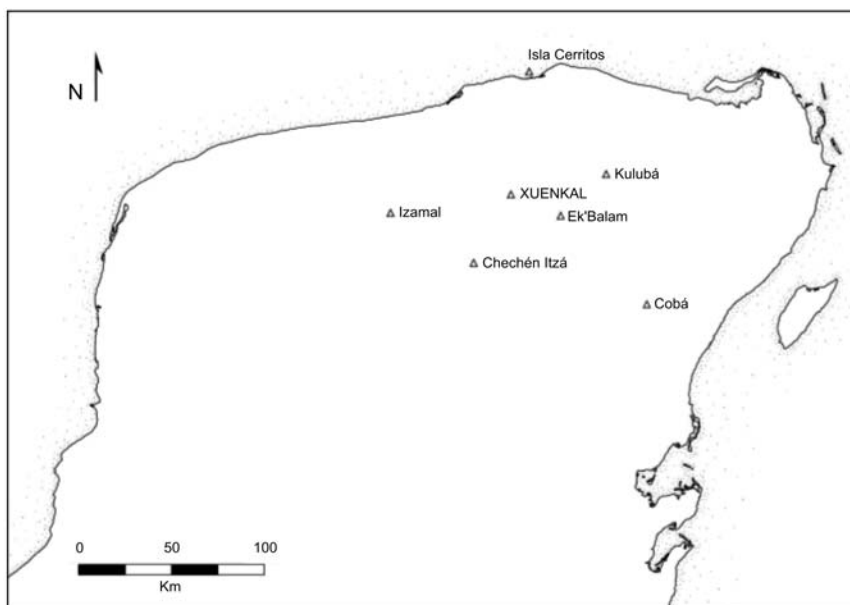 Isla Cerritos
N
Kulubá
XUENKAL
Izamal
Ek'Balam
Chechén Itzá
Cobá
0 50 100
Km